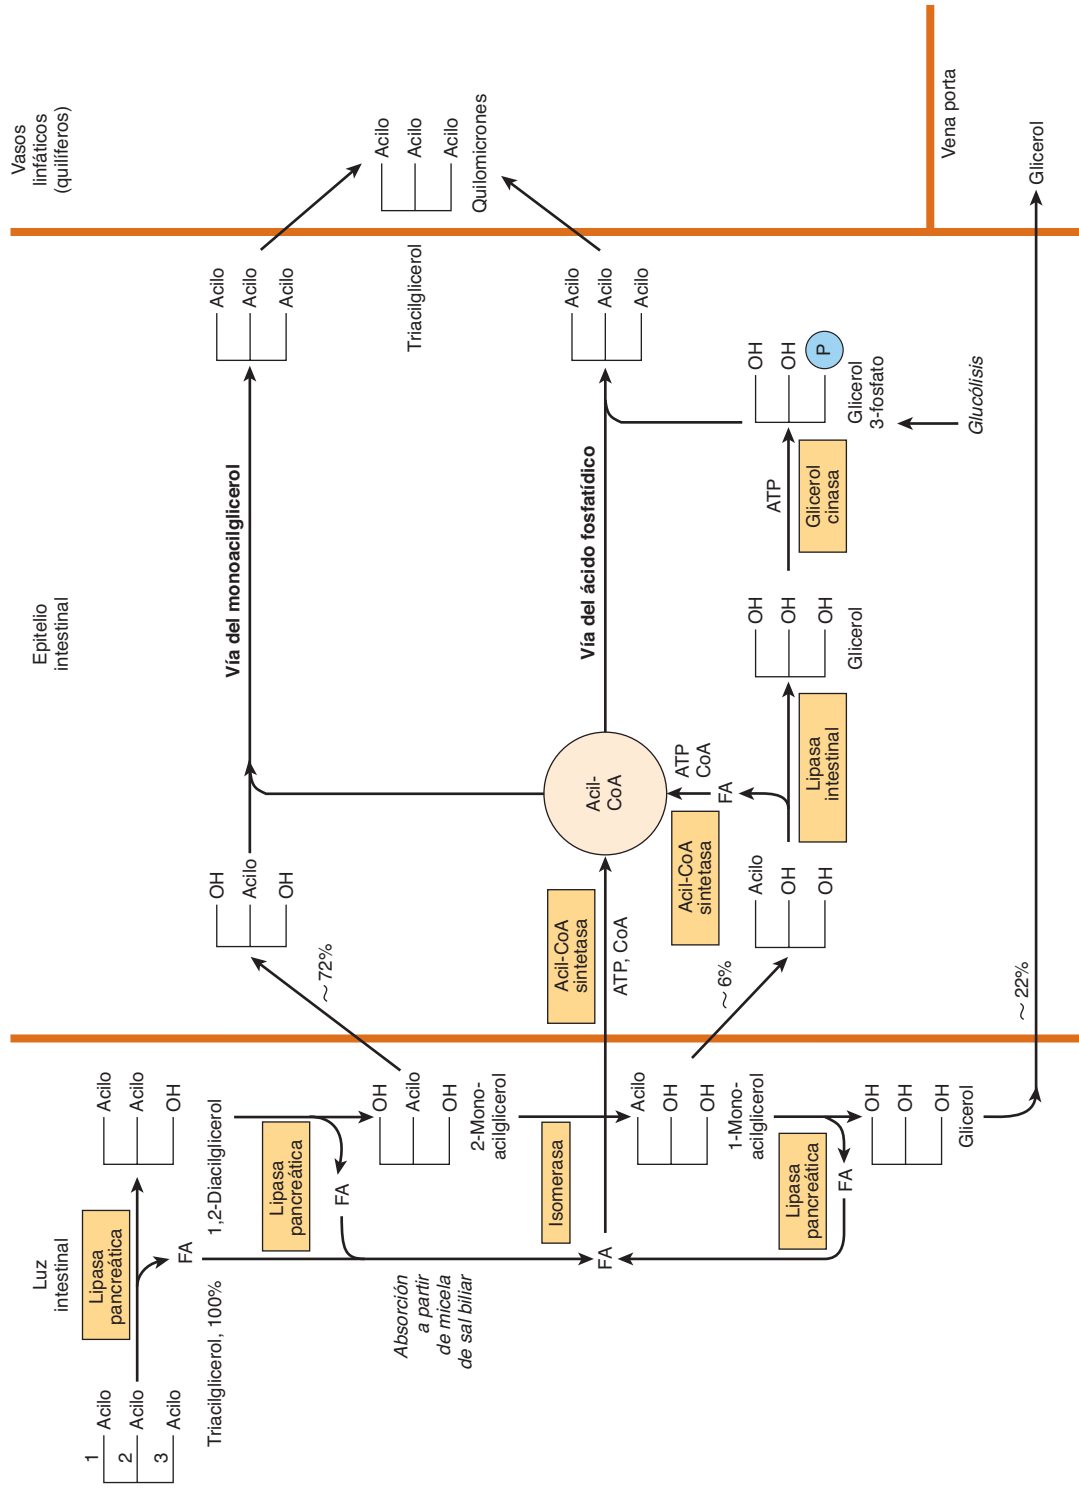 Luz
intestinal
Epitelio
intestinal
Vasos
linfáticos
(quilíferos)
1
Acilo
2
Acilo
3
Acilo
Triacilglicerol, 100%
Lipasa
pancreática
FA
Acilo
Acilo
OH
1,2-Diacilglicerol
Lipasa
pancreática
FA
Absorción
a partir
de micela
de sal biliar
OH
Acilo
OH
2-Mono-
acilglicerol
Isomerasa
FA
Acilo
OH
OH
1-Mono-
acilglicerol
Lipasa
pancreática
FA
OH
OH
OH
Glicerol
~ 72%
OH
Acilo
OH
Vía del monoacilglicerol
Acilo
Acilo
Acilo
Triacilglicerol
Acil-CoA
sintetasa
ATP, CoA
Acil-
CoA
Vía del ácido fosfatídico
Acilo
Acilo
Acilo
Acil-CoA
sintetasa
ATP
CoA
FA
~ 6%
Acilo
OH
OH
Lipasa
intestinal
OH
OH
OH
Glicerol
ATP
Glicerol
cinasa
OH
OH
P
Glicerol
3-fosfato
Glucólisis
~ 22%
Acilo
Acilo
Acilo
Quilomicrones
Vena porta
Glicerol